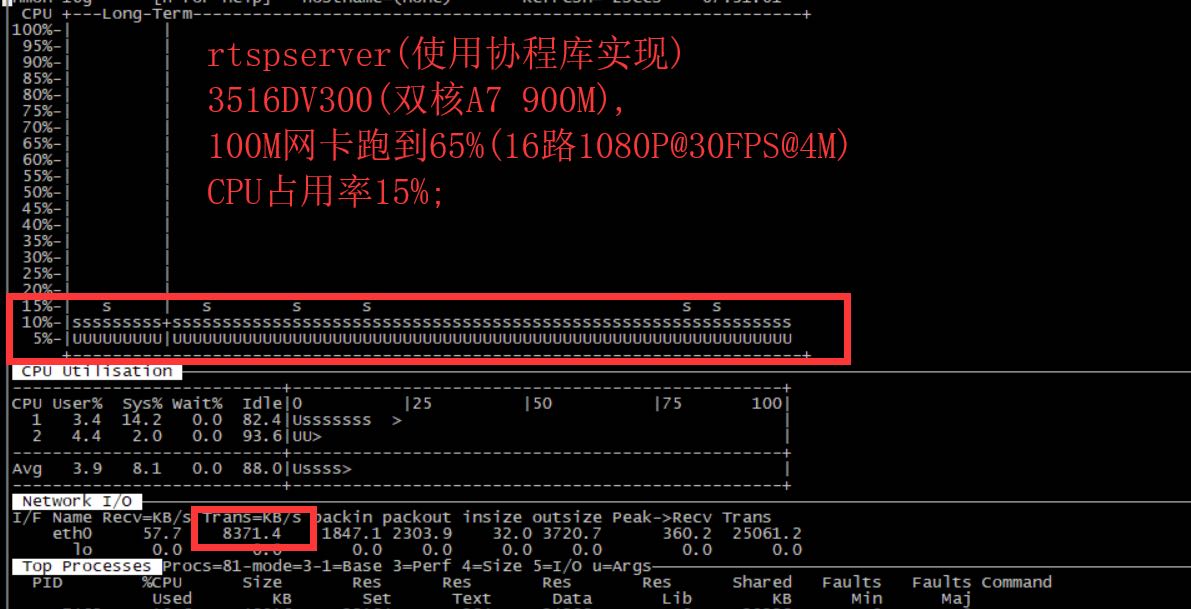 CPU +---Long-Term------------------------------------------------------------+
100%-|
95%-|
90%-|
85%-|
80%-|
75%-|
70%-|
65%-|
60%-|
55%-|
50%-|
45%-|
40%-|
35%-|
30%-|
25%-|
20%-|
rtspserver(使用协程库实现)
3516DV300(双核A7 900M),
100M网卡跑到65%(16路1080P@30FPS@4M)
CPU占用率15%;
15%-| s | s s s s s
10%-|sssssssss+ssssssssssssssssssssssssssssssssssssssssssssssssssssssssssssss
5%-|UUUUUUUUU|UUUUUUUUUUUUUUUUUUUUUUUUUUUUUUUUUUUUUUUUUUUUUUUUUUUUUUUUUUUUUU
CPU Utilisation
CPU User% Sys% Wait% Idle|0 |25 |50 |75 100|
1 3.4 14.2 0.0 82.4|Usssssss > |
2 4.4 2.0 0.0 93.6|UU> |
Avg 3.9 8.1 0.0 88.0|Ussss> |
Network I/O
I/F Name Recv=KB/s Trans=KB/s packin packout insize outsize Peak->Recv Trans
eth0 57.7 8371.4 1847.1 2303.9 32.0 3720.7 360.2 25061.2
lo 0.0 0.0 0.0 0.0 0.0 0.0 0.0 0.0
Top Processes Procs=81-mode=3-1=Base 3=Perf 4=Size 5=I/O u=Args
PID %CPU Size Res Res Res Res Shared Faults Faults Command
Used KB Set Text Data Lib KB Min Maj